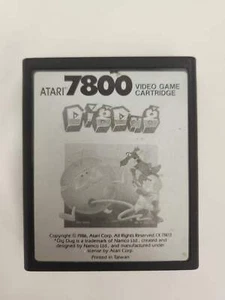 ATARI 7800 VIDEO GAME
CARTRIDGE
DIG DUG
Copyright © 1986, Atari Corp. All Rights Reserved.
"Dig Dug is a trademark of Namco Ltd., created and
designed by Namco Ltd., and manufactured under
license by Atari Corp.
Printed in Taiwan